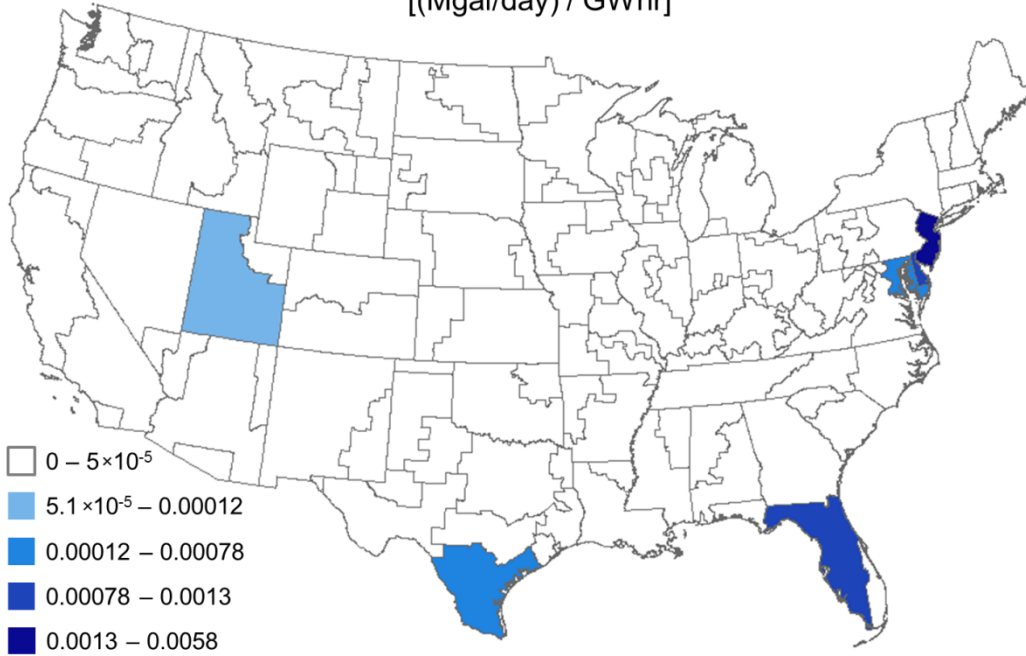 [(Mgal/day) / GWhr]
0 – 5×10⁻⁵
5.1 ×10⁻⁵ – 0.00012
0.00012 – 0.00078
0.00078 – 0.0013
0.0013 – 0.0058